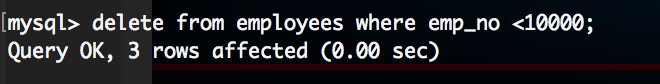 [mysql> delete from employees where emp_no <10000;
Query OK, 3 rows affected (0.00 sec)